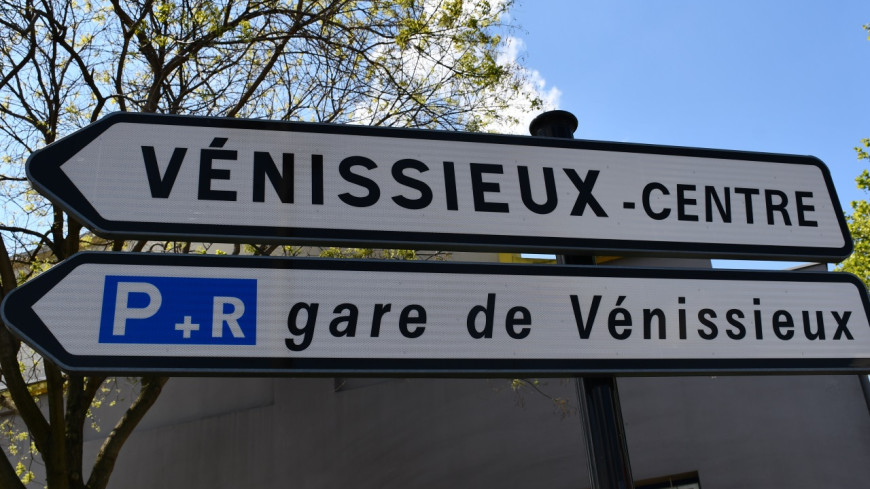 VÉNISSIEUX -CENTRE
P+R gare de Vénissieux